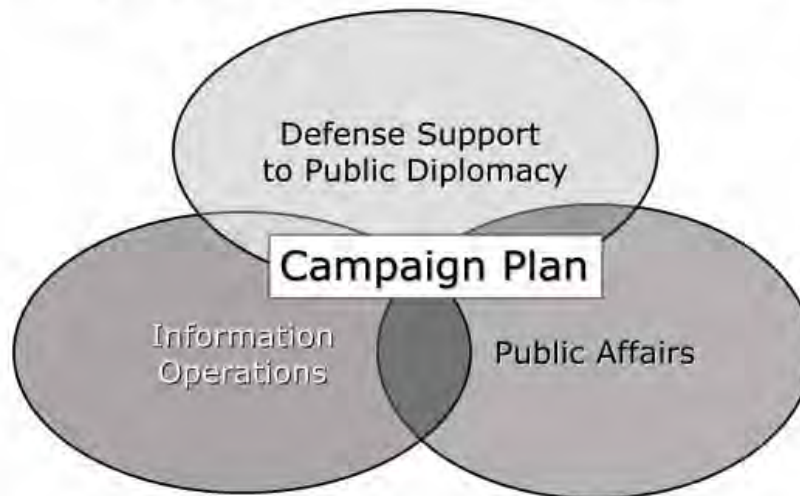 Defense Support
to Public Diplomacy
Campaign Plan
Information
Operations
Public Affairs